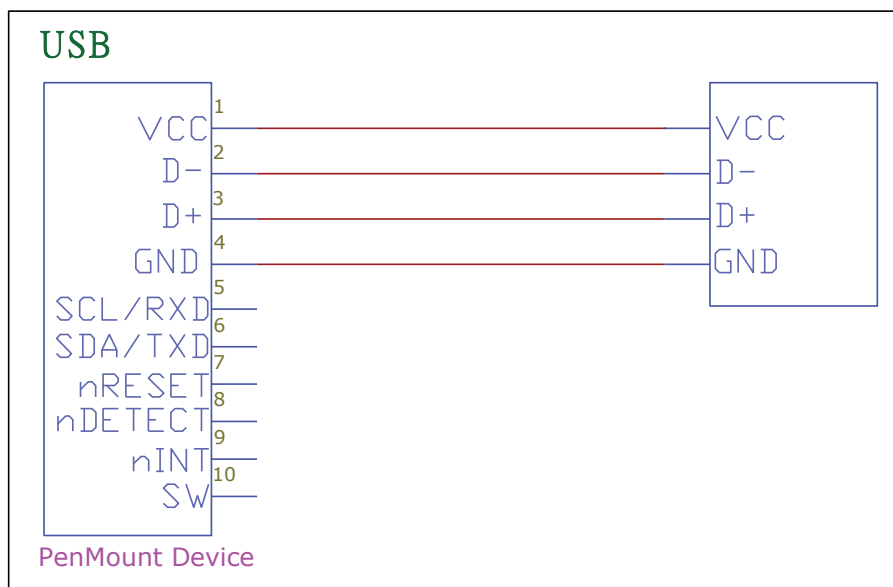 USB
1
VCC VCC
2
D- D-
3
D+ D+
4
GND GND
5
SCL/RXD
6
SDA/TXD
7
nRESET
8
nDETECT
9
nINT
10
SW
PenMount Device